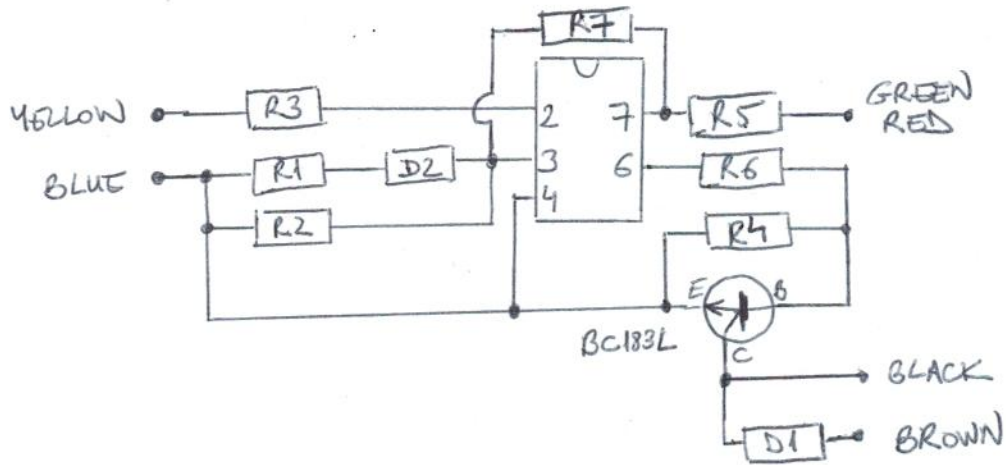 R7
YELLOW
R3
2
7
R5
GREEN
RED
BLUE
R1
D2
3
6
R6
4
R2
R4
E
B
BC183L
C
BLACK
D1
BROWN